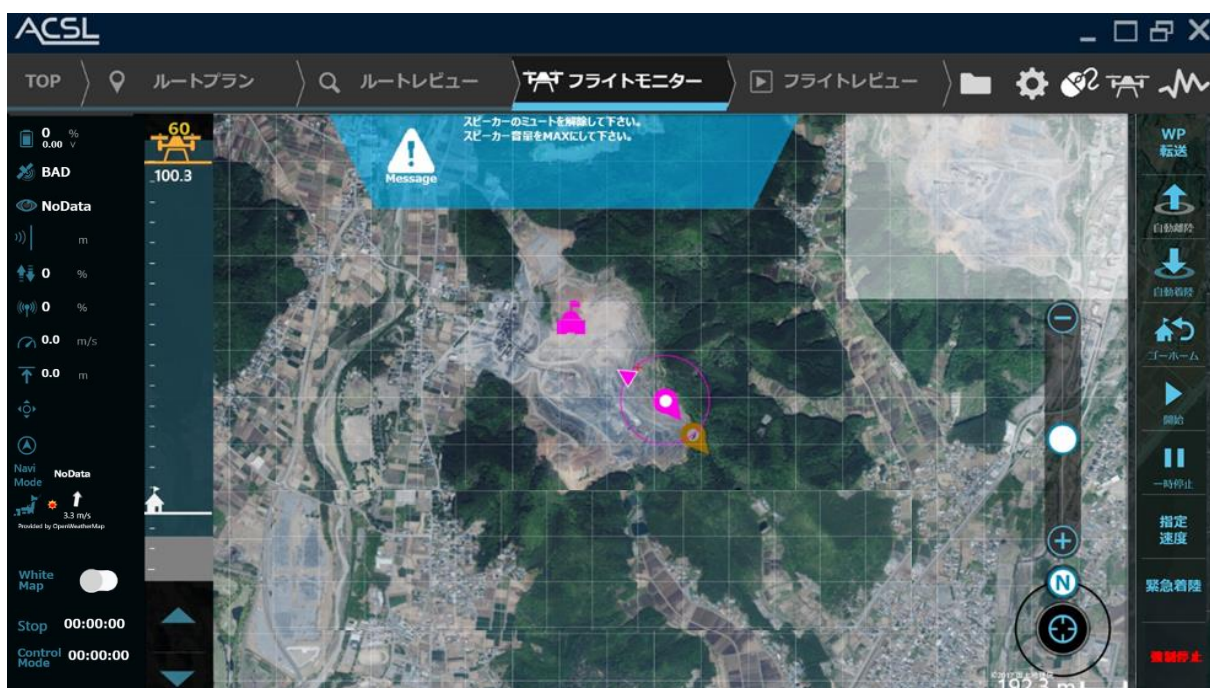 ACSL
TOP
ルートプラン
ルートレビュー
フライトモニター
フライトレビュー
スピーカーのミュートを解除して下さい。
スピーカー音量をMAXにして下さい。
Message
0 %
0.00 V
BAD
NoData
m
0 %
0 %
0.0 m/s
0.0 m
Navi
Mode
NoData
3.3 m/s
Provided by OpenWeatherMap
White
Map
Stop 00:00:00
Control
Mode
00:00:00
60
100.3
N
192.3 m
WP
転送
自動離陸
自動着陸
ゴーホーム
開始
一時停止
指定
速度
緊急着陸
強制停止